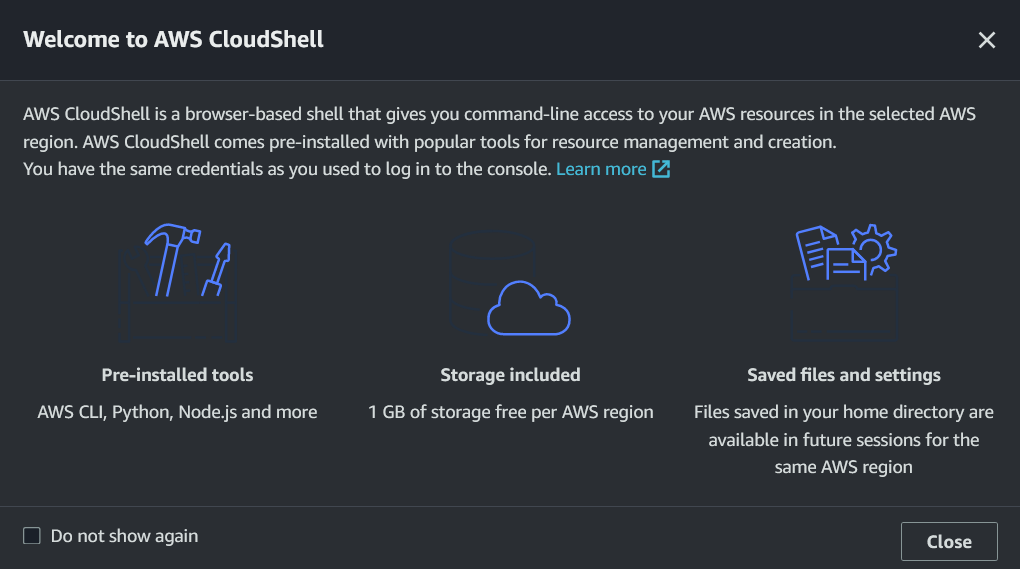 Welcome to AWS CloudShell
AWS CloudShell is a browser-based shell that gives you command-line access to your AWS resources in the selected AWS
region. AWS CloudShell comes pre-installed with popular tools for resource management and creation.
You have the same credentials as you used to log in to the console. Learn more
Pre-installed tools
AWS CLI, Python, Node.js and more
Storage included
1 GB of storage free per AWS region
Saved files and settings
Files saved in your home directory are
available in future sessions for the
same AWS region
Do not show again
Close